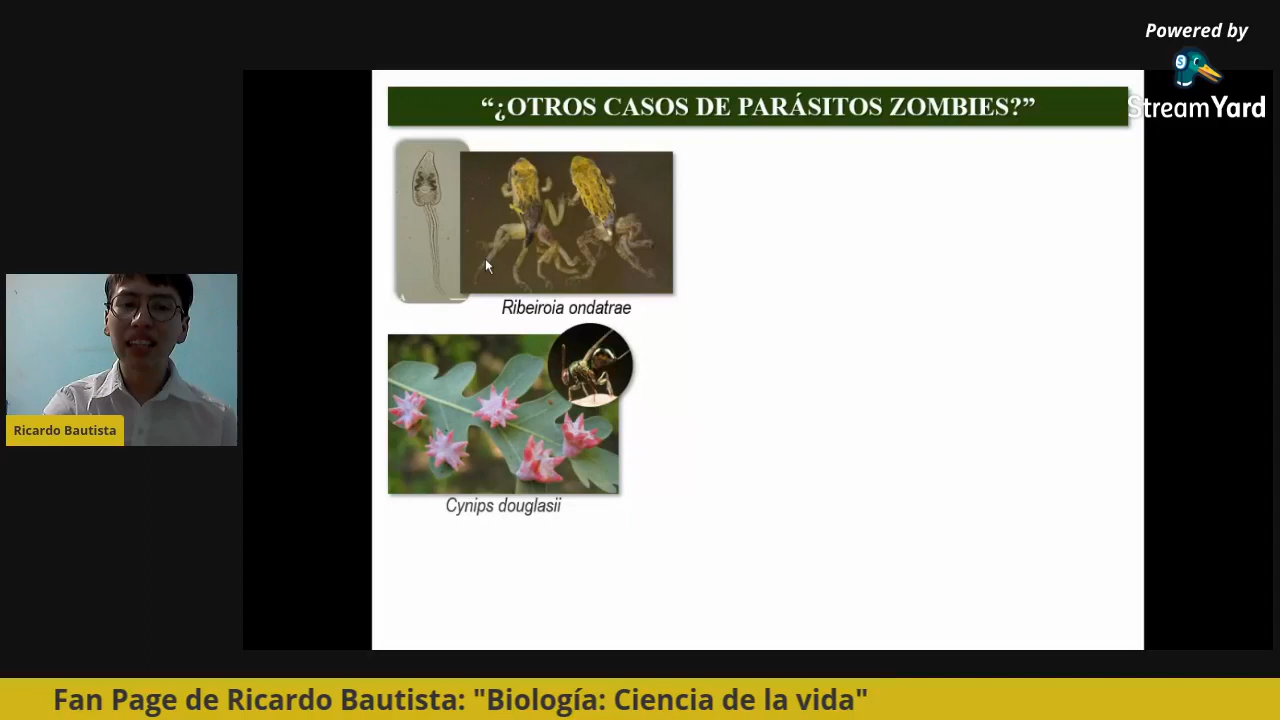 Powered by
StreamYard
“¿OTROS CASOS DE PARÁSITOS ZOMBIES?”
Ribeiroia ondatrae
Ricardo Bautista
Cynips douglasii
Fan Page de Ricardo Bautista: "Biología: Ciencia de la vida"